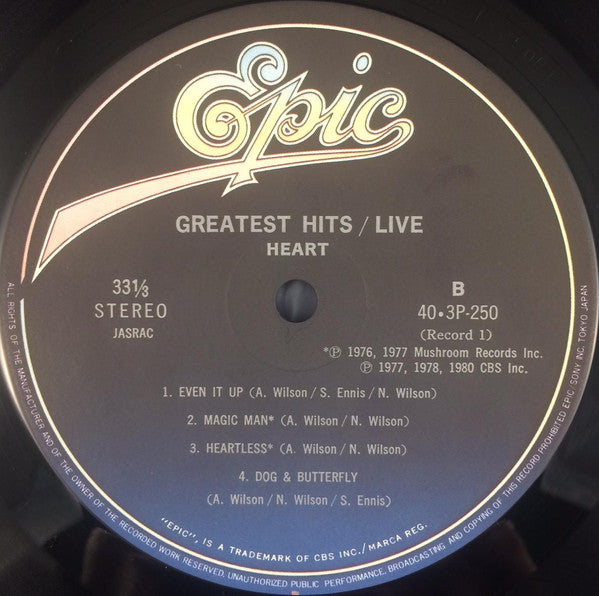 Epic
GREATEST HITS / LIVE
HEART
33⅓
STEREO
JASRAC
B
40•3P-250
(Record 1)
*Ⓟ 1976, 1977 Mushroom Records Inc.
Ⓟ 1977, 1978, 1980 CBS Inc.
1. EVEN IT UP (A. Wilson/S. Ennis/N. Wilson)
2. MAGIC MAN* (A. Wilson/N. Wilson)
3. HEARTLESS* (A. Wilson/N. Wilson)
4. DOG & BUTTERFLY
(A. Wilson/N. Wilson/S. Ennis)
"EPIC", IS A TRADEMARK OF CBS INC./MARCA REG.
ALL RIGHTS OF THE MANUFACTURER AND OF THE OWNER OF THE RECORDED WORK RESERVED. UNAUTHORIZED PUBLIC PERFORMANCE, BROADCASTING AND COPYING OF THIS RECORD PROHIBITED EPIC/SONY INC. TOKYO JAPAN